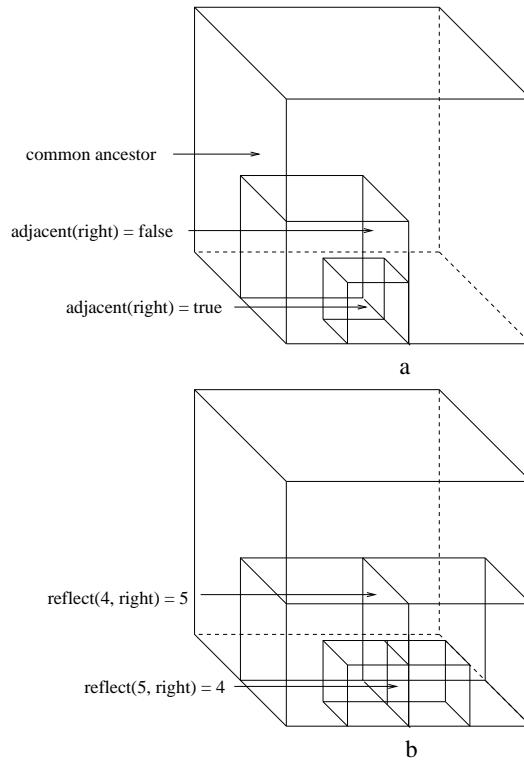 common ancestor
adjacent(right) = false
adjacent(right) = true
a
reflect(4, right) = 5
reflect(5, right) = 4
b